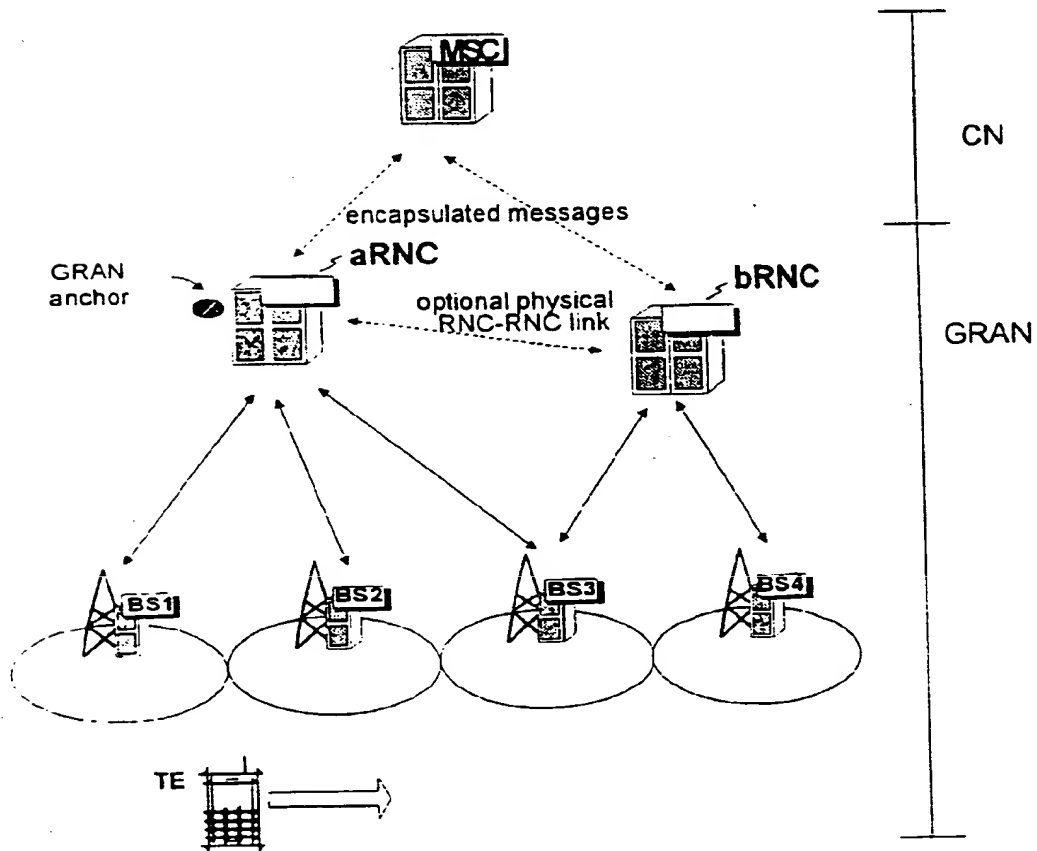 MSC
CN
encapsulated messages
aRNC
GRAN
anchor
bRNC
optional physical
RNC-RNC link
GRAN
BS1
BS2
BS3
BS4
TE